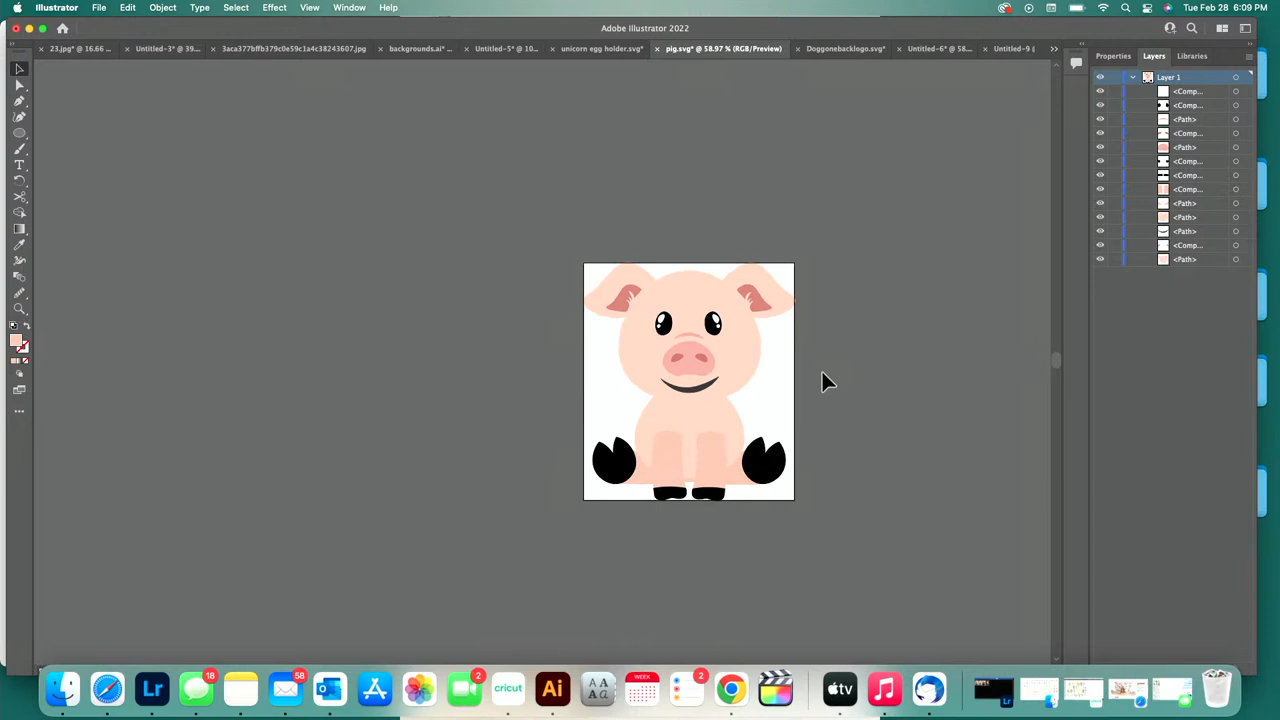 Illustrator File Edit Object Type Select Effect View Window Help Tue Feb 28 6:09 PM
Adobe Illustrator 2022
23.jpg* @ 16.66 ... Untitled-3* @ 39.... 3aca377bffb379c0e59c1a4c38243607.jpg backgrounds.ai* ... Untitled-5* @ 10... unicorn egg holder.svg* pig.svg* @ 58.97 % (RGB/Preview) Doggonebacklogo.svg* Untitled-6* @ 58.... Untitled-9 (
Properties Layers Libraries
Layer 1
<Comp...
<Comp...
<Path>
<Comp...
<Path>
<Comp...
<Comp...
<Comp...
<Path>
<Path>
<Path>
<Comp...
<Path>
18 58 2 WEEK 2
Lr cricut Ai tv